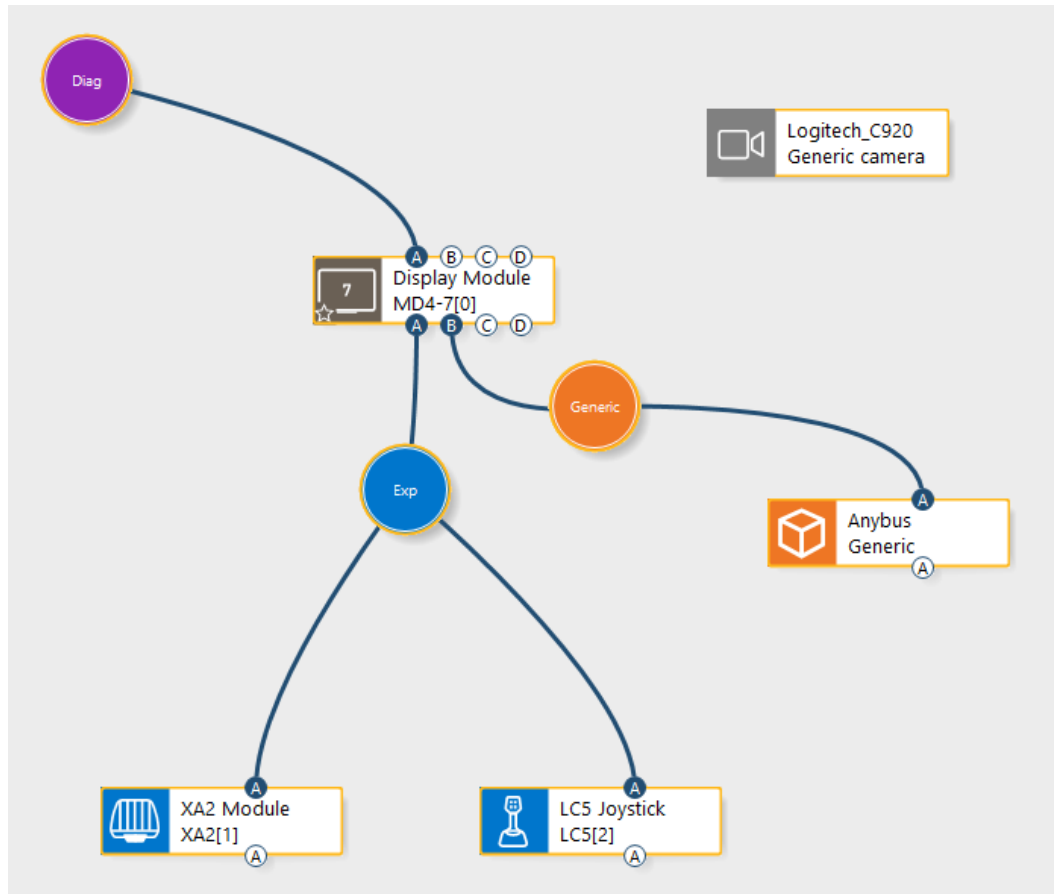 Diag
Logitech_C920
Generic camera
A B C D
7
Display Module
MD4-7[0]
A B C D
Generic
Exp
A
Anybus
Generic
A
A
XA2 Module
XA2[1]
A
A
LC5 Joystick
LC5[2]
A